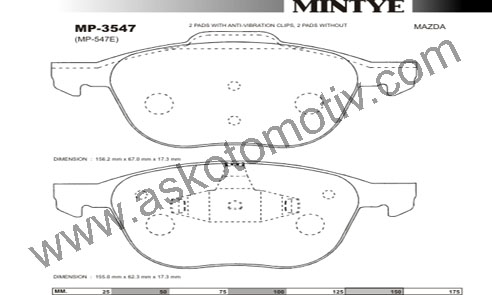 MINTYE
MP-3547
2 PADS WITH ANTI-VIBRATION CLIPS, 2 PADS WITHOUT
MAZDA
(MP-547E)
www.askotomotiv.com
DIMENSION : 156.2 mm x 67.0 mm x 17.3 mm
DIMENSION : 155.0 mm x 62.3 mm x 17.3 mm
MM. 25 50 75 100 125 150 175